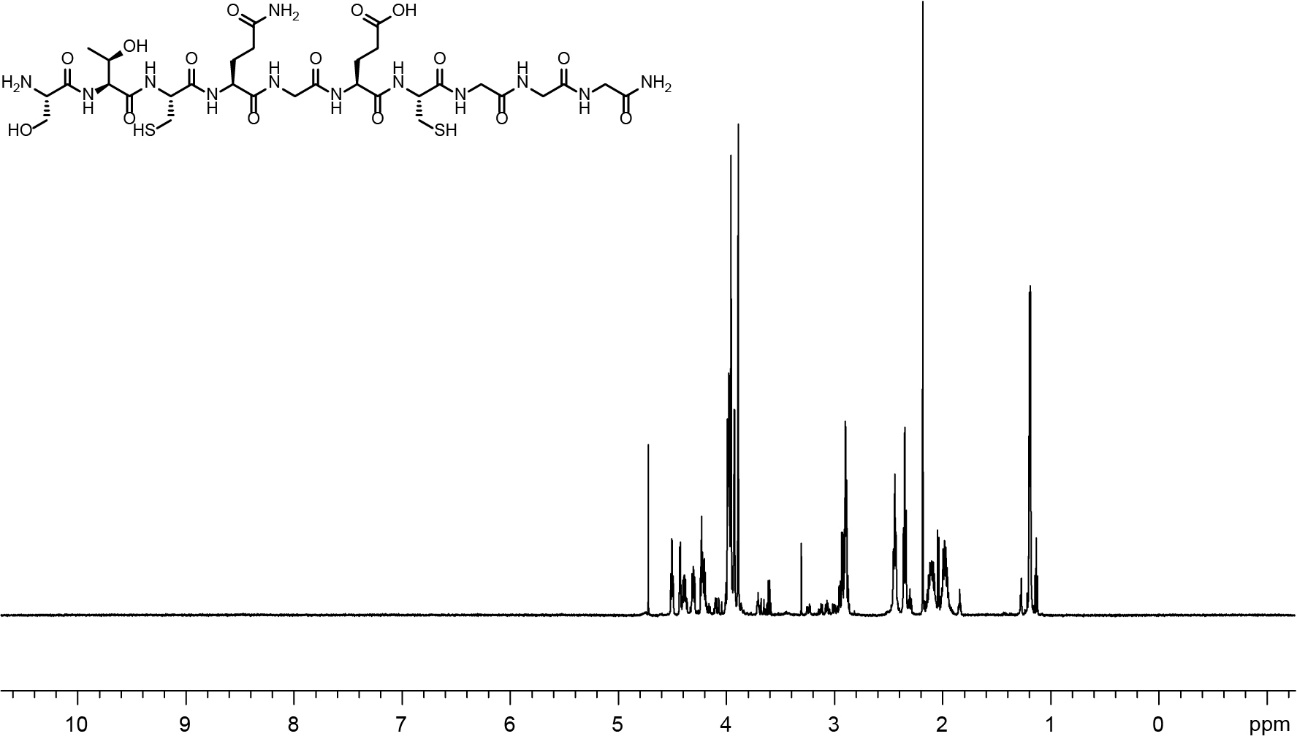 O NH2 O OH
OH
O H N O H N O H N O H N O
H2N N H O N H O N H O N H O N H O NH2
HO HS SH
10 9 8 7 6 5 4 3 2 1 0 ppm